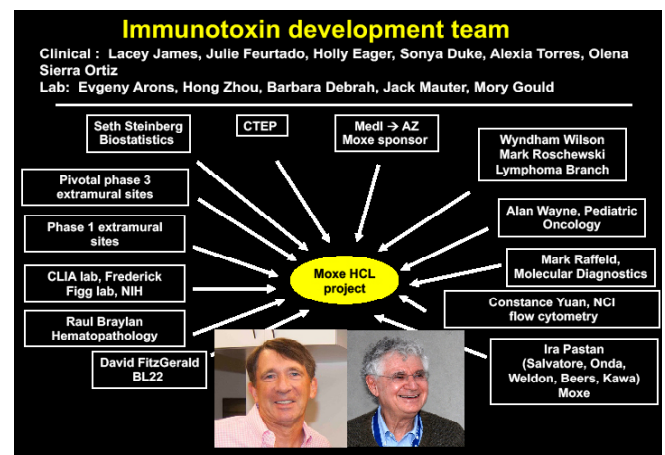 Immunotoxin development team
Clinical : Lacey James, Julie Feurtado, Holly Eager, Sonya Duke, Alexia Torres, Olena
Sierra Ortiz
Lab: Evgeny Arons, Hong Zhou, Barbara Debrah, Jack Mauter, Mory Gould
Seth Steinberg
Biostatistics
CTEP
MedI → AZ
Moxe sponsor
Wyndham Wilson
Mark Roschewski
Lymphoma Branch
Pivotal phase 3
extramural sites
Alan Wayne, Pediatric
Oncology
Phase 1 extramural
sites
Mark Raffeld,
Molecular Diagnostics
Moxe HCL
project
CLIA lab, Frederick
Figg lab, NIH
Constance Yuan, NCI
flow cytometry
Raul Braylan
Hematopathology
David FitzGerald
BL22
Ira Pastan
(Salvatore, Onda,
Weldon, Beers, Kawa)
Moxe